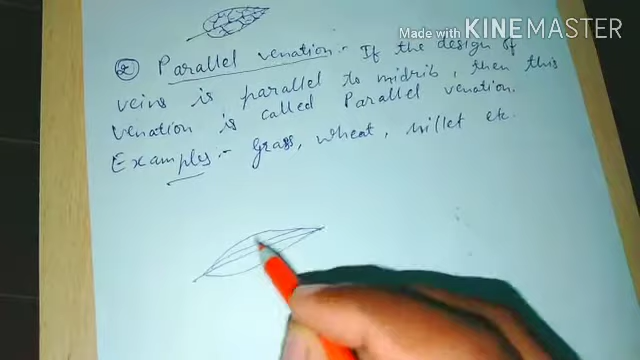 Made with KINEMASTER
② Parallel venation :- If the design of
veins is parallel to midrib, then this
venation is called Parallel venation.
Examples :- Grass, wheat, millet etc.